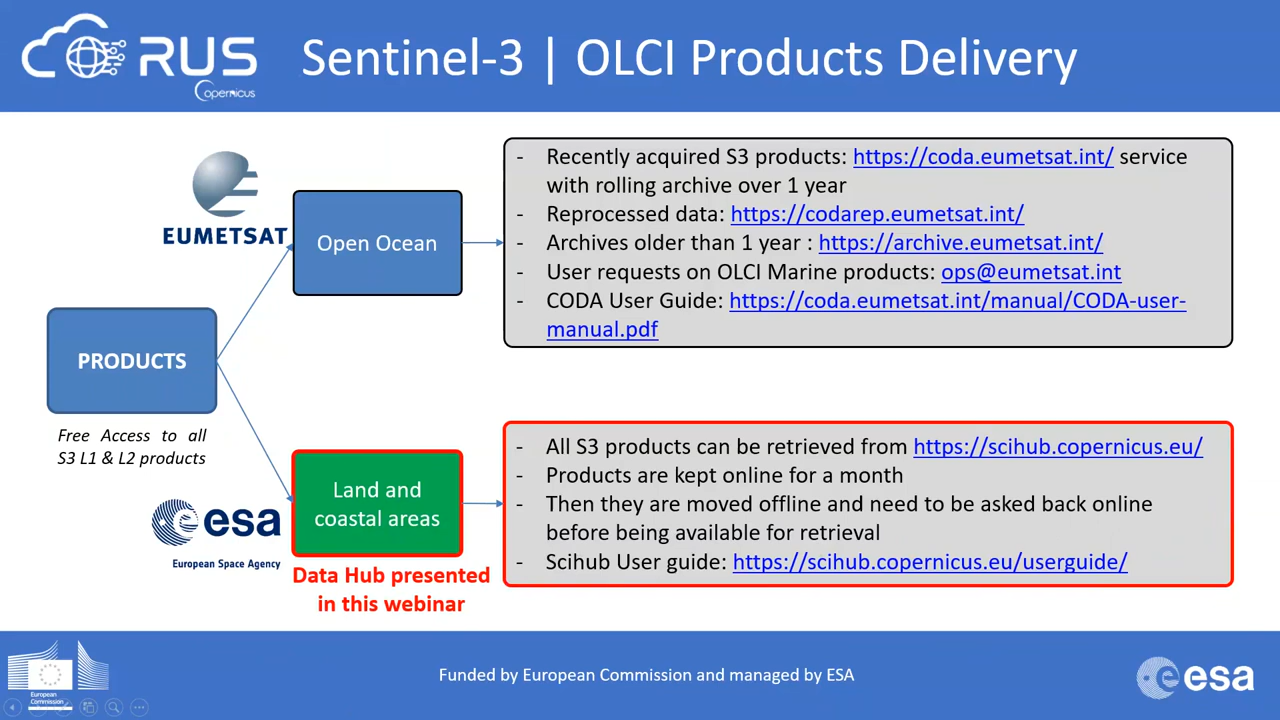 RUS
Copernicus
Sentinel-3 | OLCI Products Delivery
EUMETSAT
Open Ocean
- Recently acquired S3 products: https://coda.eumetsat.int/ service
with rolling archive over 1 year
- Reprocessed data: https://codarep.eumetsat.int/
- Archives older than 1 year : https://archive.eumetsat.int/
- User requests on OLCI Marine products: ops@eumetsat.int
- CODA User Guide: https://coda.eumetsat.int/manual/CODA-user-
manual.pdf
PRODUCTS
Free Access to all
S3 L1 & L2 products
esa
European Space Agency
Land and
coastal areas
Data Hub presented
in this webinar
- All S3 products can be retrieved from https://scihub.copernicus.eu/
- Products are kept online for a month
- Then they are moved offline and need to be asked back online
before being available for retrieval
- Scihub User guide: https://scihub.copernicus.eu/userguide/
European
Commission
Funded by European Commission and managed by ESA
esa